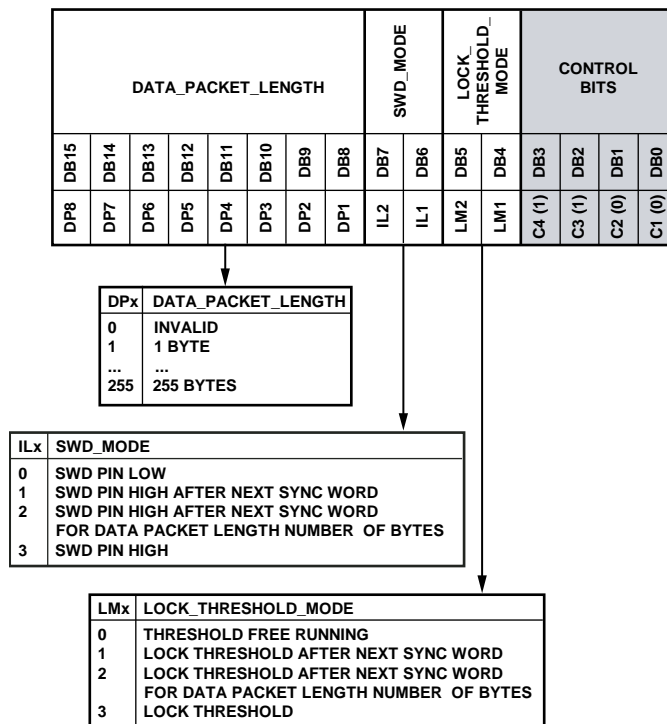 DATA_PACKET_LENGTH
SWD_MODE
LOCK_
THRESHOLD_
MODE
CONTROL
BITS
DB15 DB14 DB13 DB12 DB11 DB10 DB9 DB8 DB7 DB6 DB5 DB4 DB3 DB2 DB1 DB0
DP8 DP7 DP6 DP5 DP4 DP3 DP2 DP1 IL2 IL1 LM2 LM1 C4 (1) C3 (1) C2 (0) C1 (0)
DPx DATA_PACKET_LENGTH
0 INVALID
1 1 BYTE
... ...
255 255 BYTES
ILx SWD_MODE
0 SWD PIN LOW
1 SWD PIN HIGH AFTER NEXT SYNC WORD
2 SWD PIN HIGH AFTER NEXT SYNC WORD
FOR DATA PACKET LENGTH NUMBER OF BYTES
3 SWD PIN HIGH
LMx LOCK_THRESHOLD_MODE
0 THRESHOLD FREE RUNNING
1 LOCK THRESHOLD AFTER NEXT SYNC WORD
2 LOCK THRESHOLD AFTER NEXT SYNC WORD
FOR DATA PACKET LENGTH NUMBER OF BYTES
3 LOCK THRESHOLD